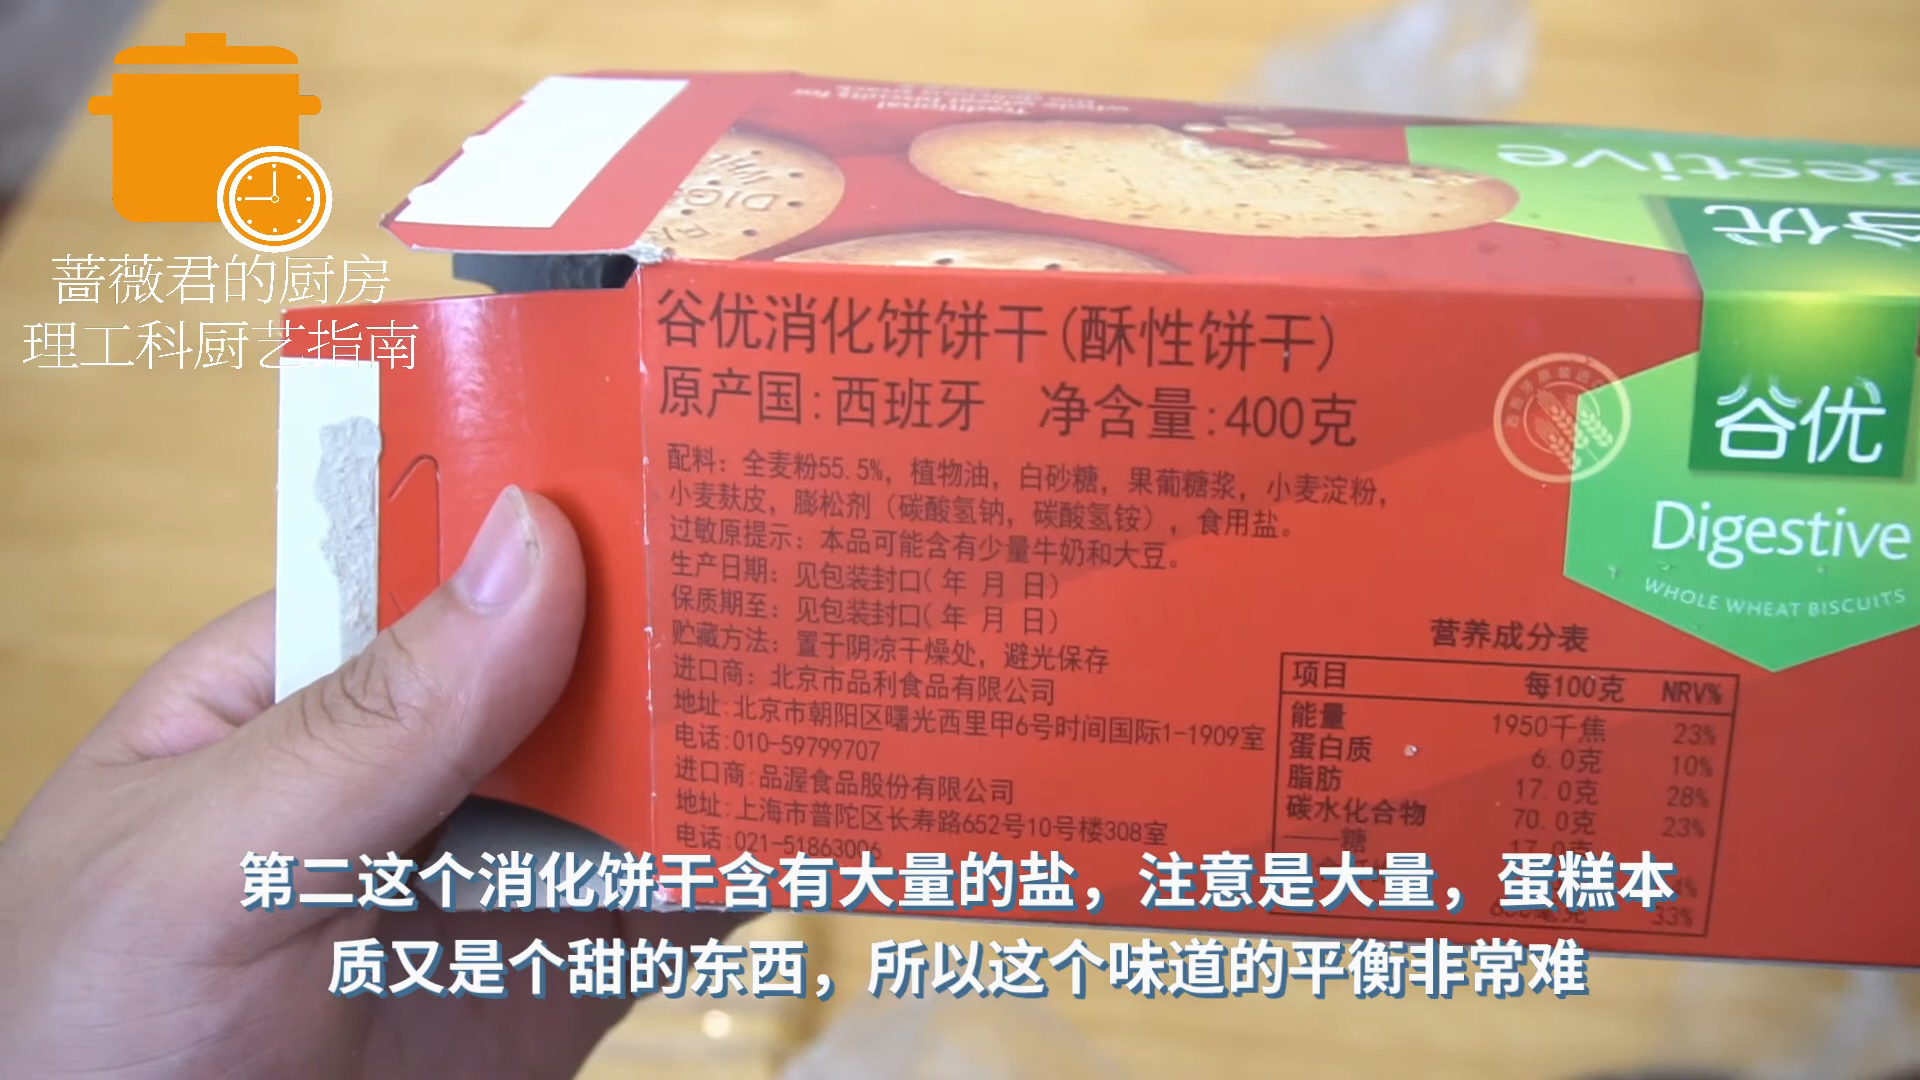 蔷薇君的厨房
理工科厨艺指南
谷优
谷优消化饼饼干(酥性饼干)
原产国:西班牙 净含量:400克
配料: 全麦粉55.5%, 植物油, 白砂糖, 果葡糖浆, 小麦淀粉,
小麦麸皮, 膨松剂 (碳酸氢钠, 碳酸氢铵), 食用盐。
过敏原提示: 本品可能含有少量牛奶和大豆。
生产日期: 见包装封口( 年 月 日)
保质期至: 见包装封口( 年 月 日)
贮藏方法: 置于阴凉干燥处, 避光保存
进口商: 北京市品利食品有限公司
地址:北京市朝阳区曙光西里甲6号时间国际1-1909室
电话:010-59799707
进口商:品渥食品股份有限公司
地址:上海市普陀区长寿路652号10号楼308室
电话:021-51863006
谷优
Digestive
WHOLE WHEAT BISCUITS
营养成分表
项目 每100克 NRV%
能量 1950千焦 23%
蛋白质 6.0克 10%
脂肪 17.0克 28%
碳水化合物 70.0克 23%
——糖 17.0克
33%
第二这个消化饼干含有大量的盐，注意是大量，蛋糕本
质又是个甜的东西，所以这个味道的平衡非常难